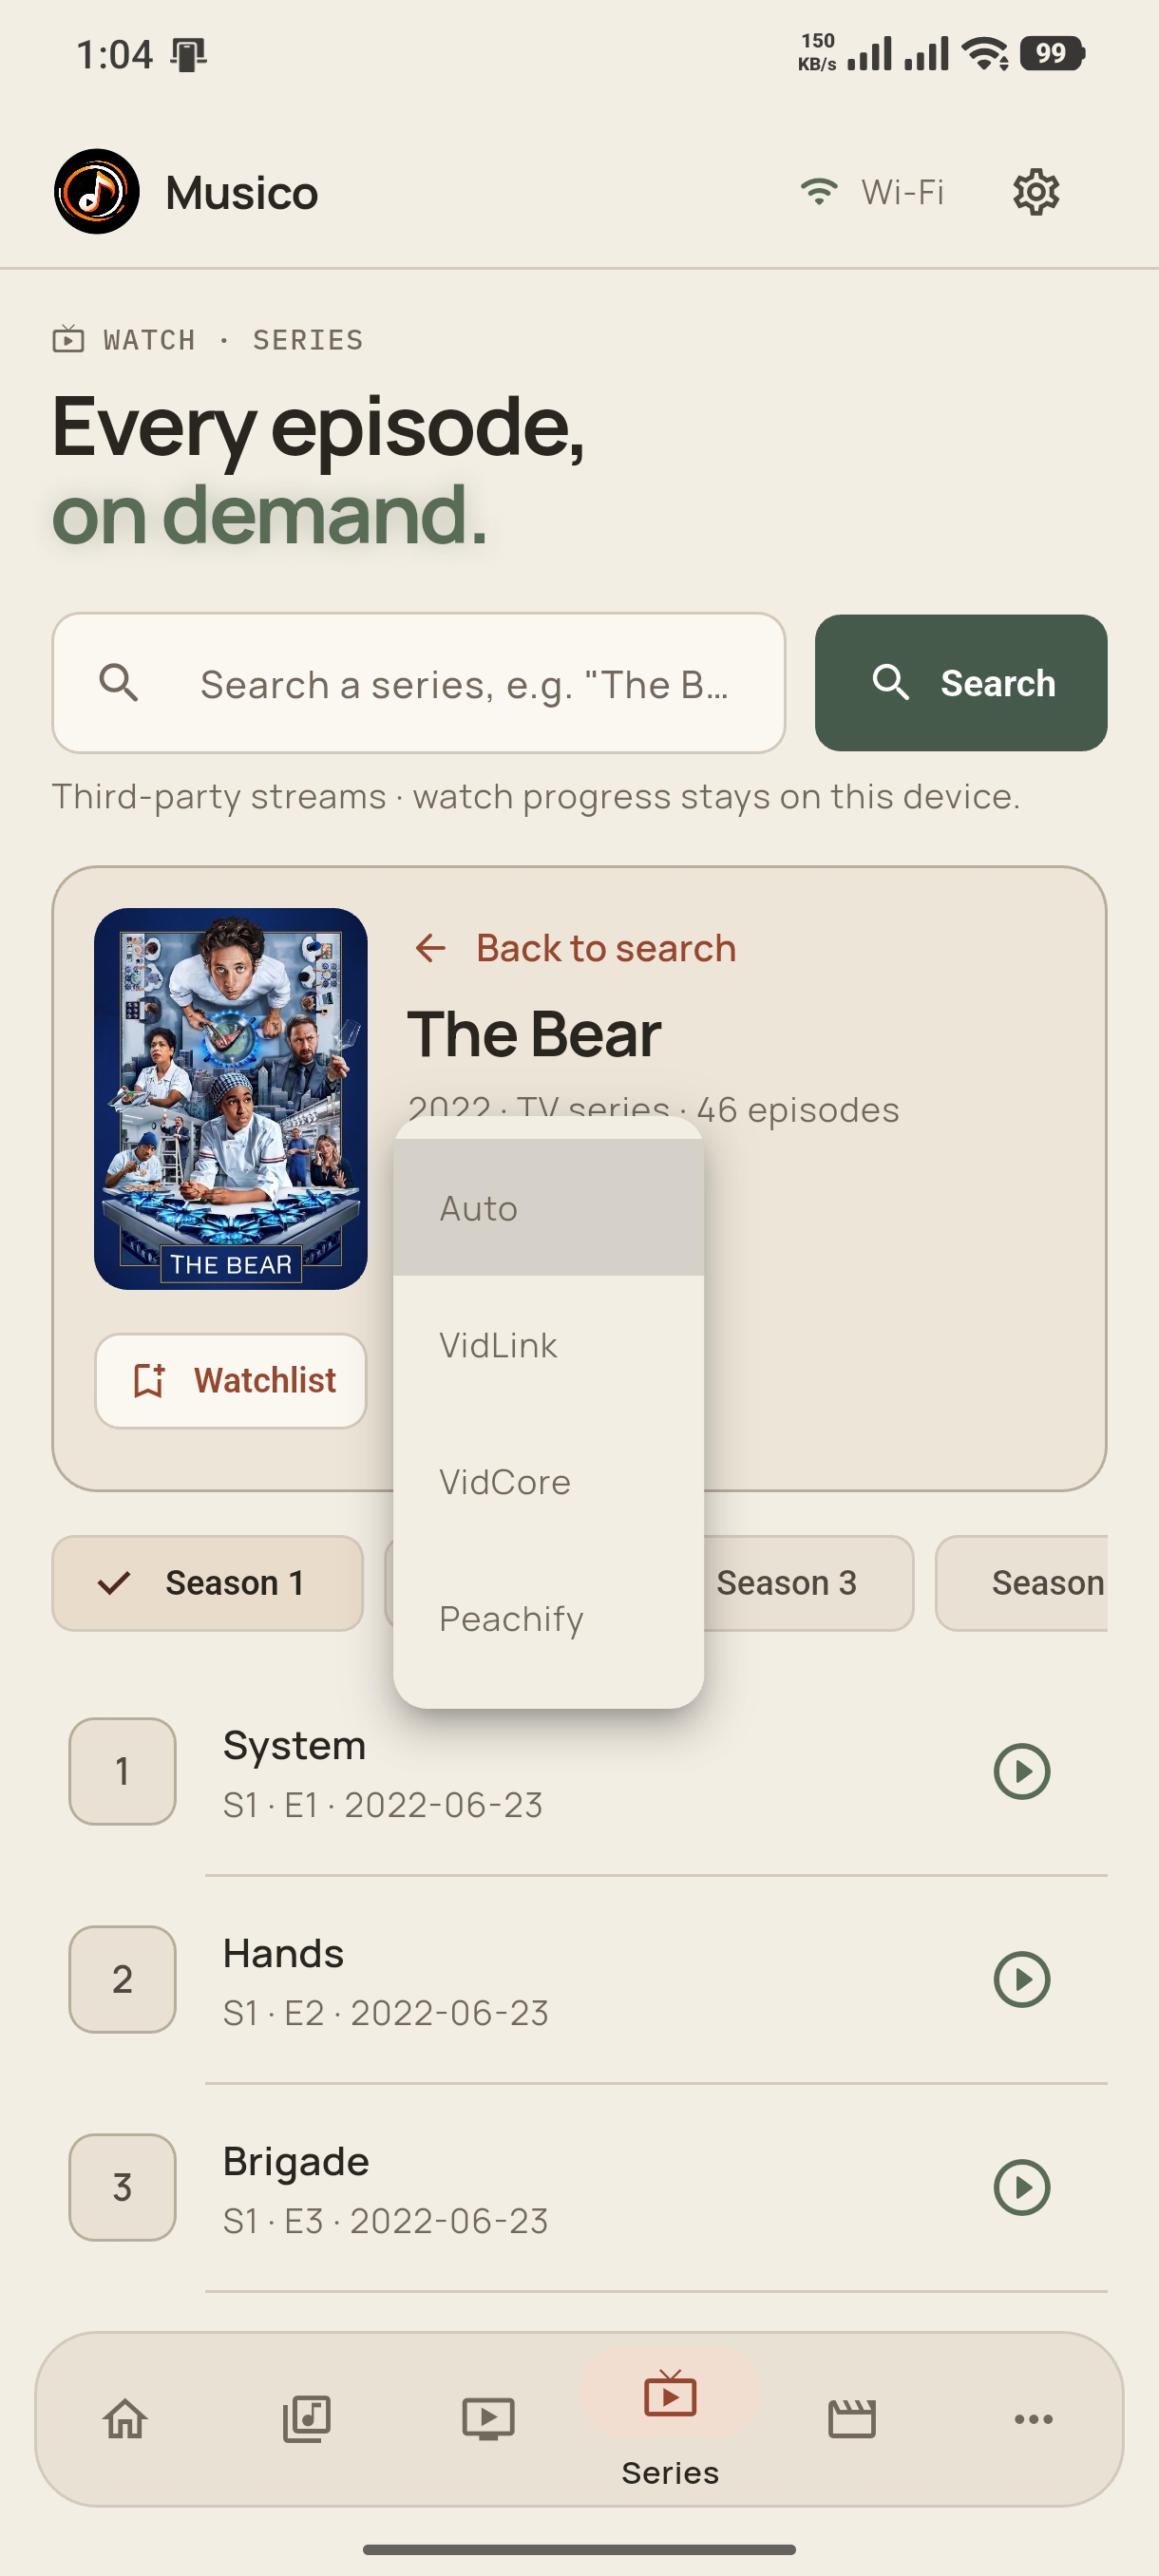 1:04
150
KB/s
99
Musico
Wi-Fi
WATCH · SERIES
Every episode,
on demand.
Search a series, e.g. "The B…
Search
Third-party streams · watch progress stays on this device.
Back to search
The Bear
2022 · TV series · 46 episodes
THE BEAR
Auto
VidLink
VidCore
Peachify
Watchlist
Season 1
Season 3
Season
1
System
S1 · E1 · 2022-06-23
2
Hands
S1 · E2 · 2022-06-23
3
Brigade
S1 · E3 · 2022-06-23
Series